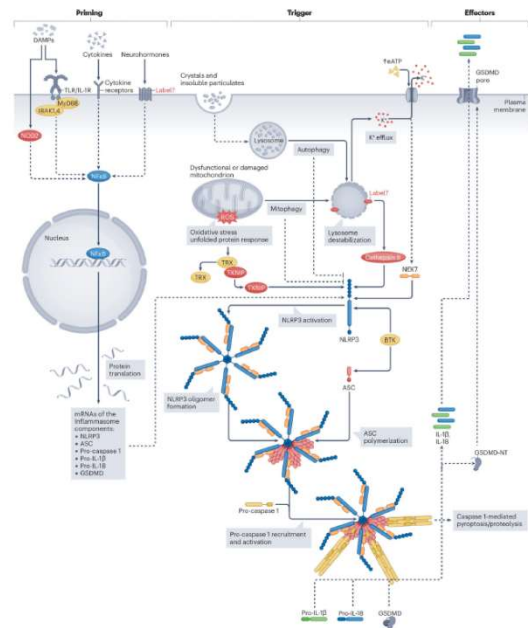 Priming
Trigger
Effectors
DAMPs
Cytokines
Neurohormones
TLR/IL-1R
MyD88
Cytokine
receptors
Label?
NOD2
NFκB
Nucleus
NFκB
Protein
translation
mRNAs of the
inflammasome
components:
• NLRP3
• ASC
• Pro-caspase 1
• Pro-IL-1β
• Pro-IL-18
• GSDMD
Crystals and
insoluble particulates
Lysosome
Autophagy
Dysfunctional or damaged
mitochondrion
Mitophagy
ROS
Oxidative stress
unfolded protein response
TRX
TRX
TXNIP
TXNIP
Label?
Lysosome
destabilization
Cathepsin B
↑eATP
K⁺ efflux
NEK7
NLRP3 activation
NLRP3
BTK
ASC
NLRP3 oligomer
formation
ASC
polymerization
Pro-caspase 1
Pro-caspase 1 recruitment
and activation
Caspase 1-mediated
pyroptosis/proteolysis
Pro-IL-1β
Pro-IL-18
GSDMD
IL-1β,
IL-18
GSDMD-NT
GSDMD
pore
Plasma
membrane